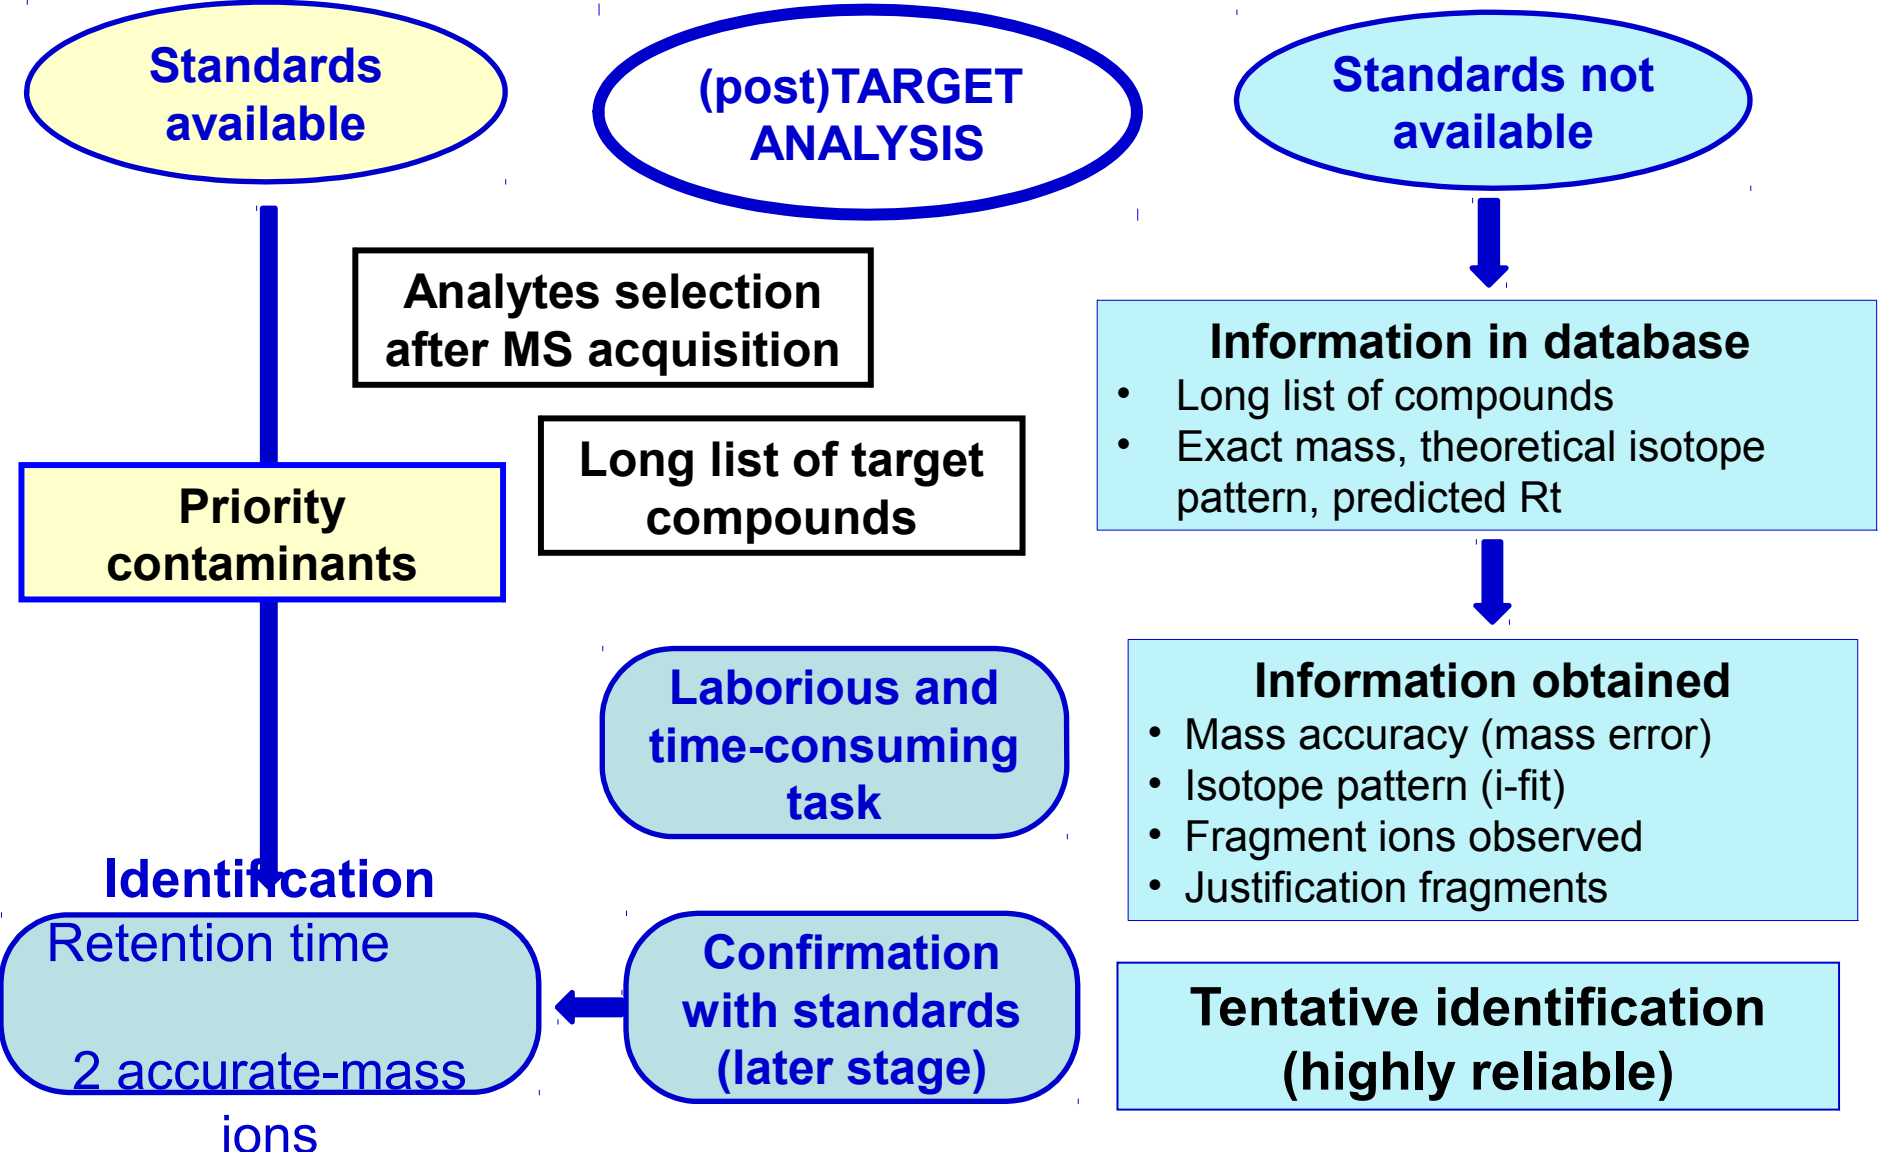 Standards
available
(post)TARGET
ANALYSIS
Standards not
available
Analytes selection
after MS acquisition
Long list of target
compounds
Priority
contaminants
Information in database
• Long list of compounds
• Exact mass, theoretical isotope
pattern, predicted Rt
Laborious and
time-consuming
task
Information obtained
• Mass accuracy (mass error)
• Isotope pattern (i-fit)
• Fragment ions observed
• Justification fragments
Identification
Retention time
2 accurate-mass
ions
Confirmation
with standards
(later stage)
Tentative identification
(highly reliable)